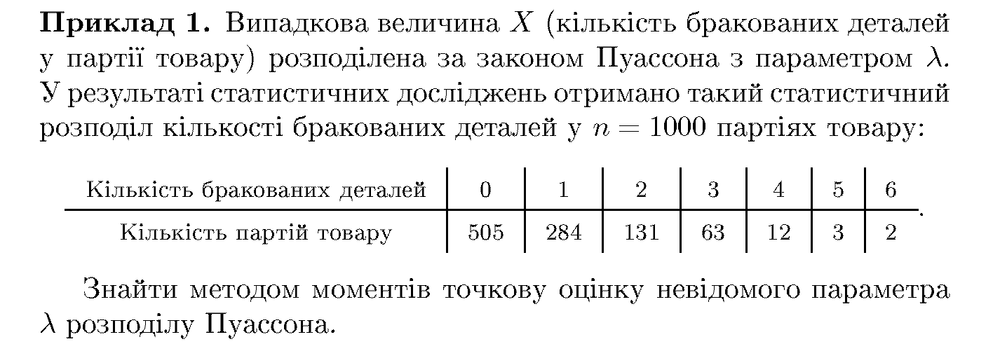 Приклад 1. Випадкова величина X (кількість бракованих деталей
у партії товару) розподілена за законом Пуассона з параметром λ.
У результаті статистичних досліджень отримано такий статистичний
розподіл кількості бракованих деталей у n = 1000 партіях товару:
Кількість бракованих деталей 0 1 2 3 4 5 6
Кількість партій товару 505 284 131 63 12 3 2 .
Знайти методом моментів точкову оцінку невідомого параметра
λ розподілу Пуассона.